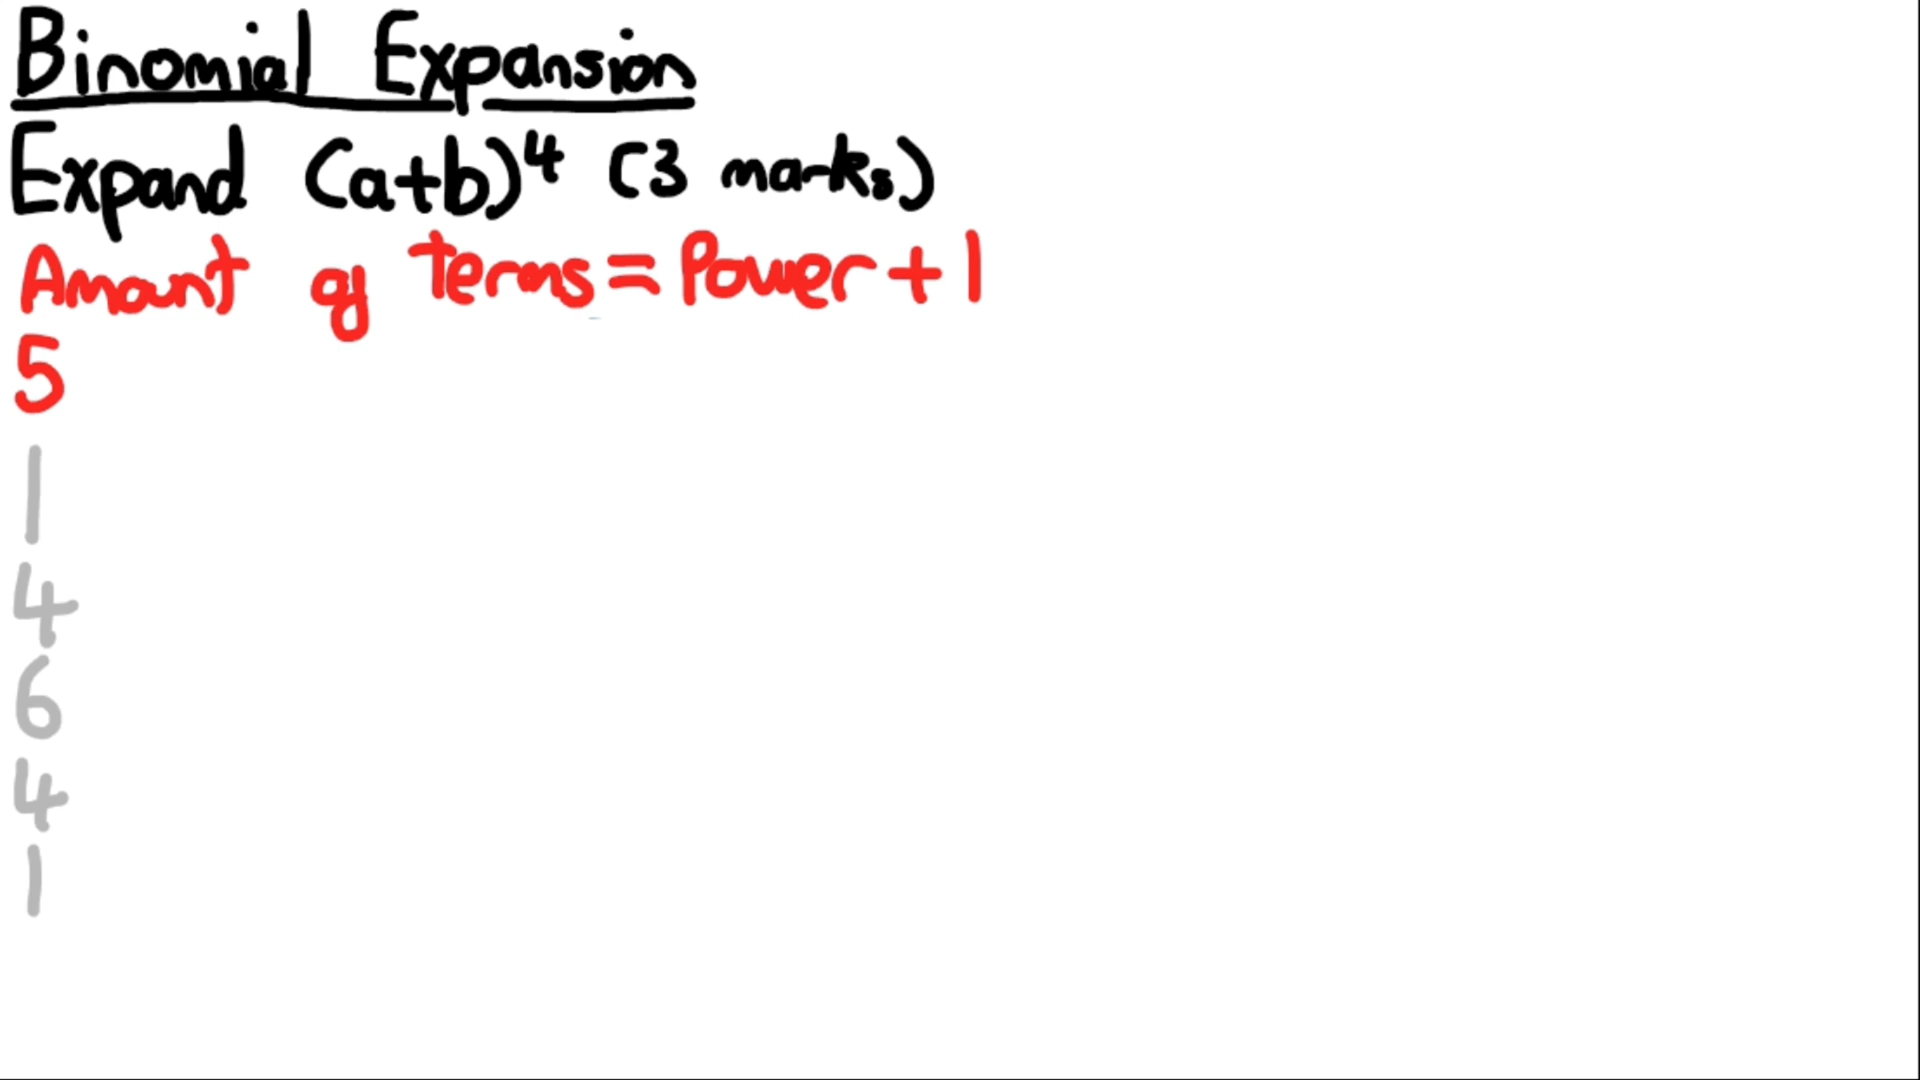 Binomial Expansion
Expand (a+b)⁴ (3 marks)
Amount of terms = Power + 1
5
1
4
6
4
1